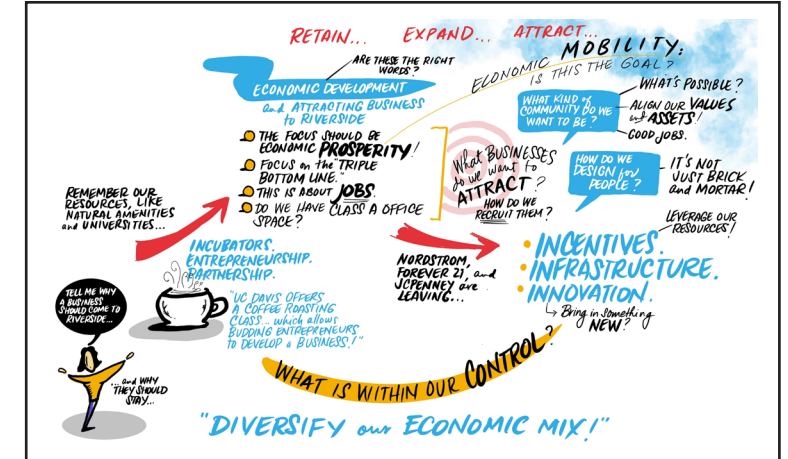 RETAIN... EXPAND... ATTRACT...
ARE THESE THE RIGHT
WORDS?
ECONOMIC DEVELOPMENT
and ATTRACTING BUSINESS
to RIVERSIDE
THE FOCUS SHOULD BE
ECONOMIC PROSPERITY!
FOCUS on the "TRIPLE
BOTTOM LINE."
THIS IS ABOUT JOBS.
DO WE HAVE CLASS A OFFICE
SPACE?
ECONOMIC MOBILITY:
IS THIS THE GOAL?
WHAT KIND of
COMMUNITY DO WE
WANT TO BE?
WHAT'S POSSIBLE?
ALIGN OUR VALUES
and ASSETS!
GOOD JOBS.
What BUSINESSES
do we want to
ATTRACT?
HOW DO WE
RECRUIT THEM?
HOW DO WE
DESIGN for
PEOPLE?
IT'S NOT
JUST BRICK
and MORTAR!
REMEMBER OUR
RESOURCES, LIKE
NATURAL AMENITIES
and UNIVERSITIES...
INCUBATORS.
ENTREPRENEURSHIP.
PARTNERSHIP.
"UC DAVIS OFFERS
A COFFEE ROASTING
CLASS... which allows
BUDDING ENTREPRENEURS
TO DEVELOP a BUSINESS!"
NORDSTROM,
FOREVER 21, and
JCPENNEY are
LEAVING...
LEVERAGE OUR
RESOURCES!
INCENTIVES.
INFRASTRUCTURE.
INNOVATION.
Bring in something
NEW?
TELL ME WHY
A BUSINESS
SHOULD COME TO
RIVERSIDE...
...and WHY
THEY SHOULD
STAY...
WHAT IS WITHIN OUR CONTROL?
"DIVERSIFY our ECONOMIC MIX!"